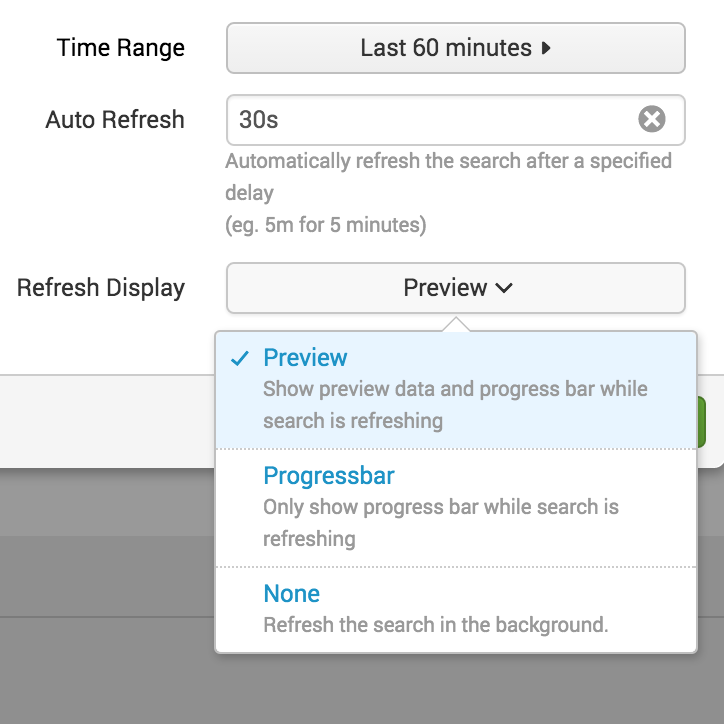 Time Range
Last 60 minutes
Auto Refresh
30s
Automatically refresh the search after a specified
delay
(eg. 5m for 5 minutes)
Refresh Display
Preview
Preview
Show preview data and progress bar while
search is refreshing
Progressbar
Only show progress bar while search is
refreshing
None
Refresh the search in the background.